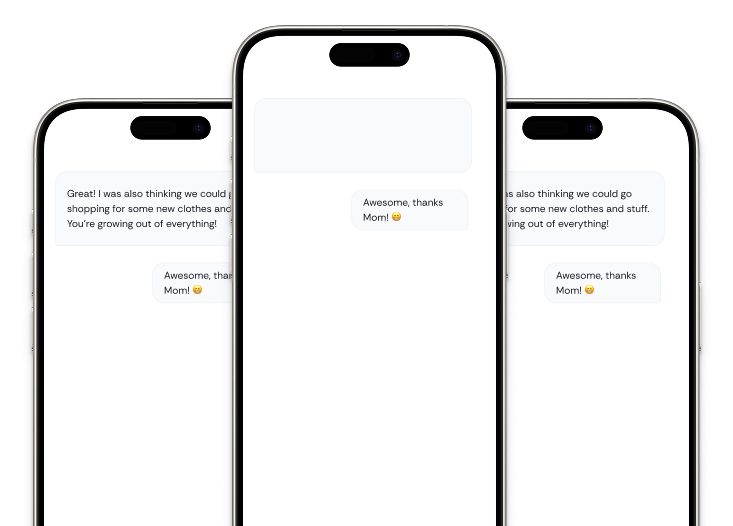 Great! I was also thinking we could
shopping for some new clothes and
You're growing out of everything!
Awesome,
Mom! 😁
Awesome, thanks
Mom! 😁
as also thinking we could go
for some new clothes and stuff.
out of everything!
Awesome, thanks
Mom! 😁